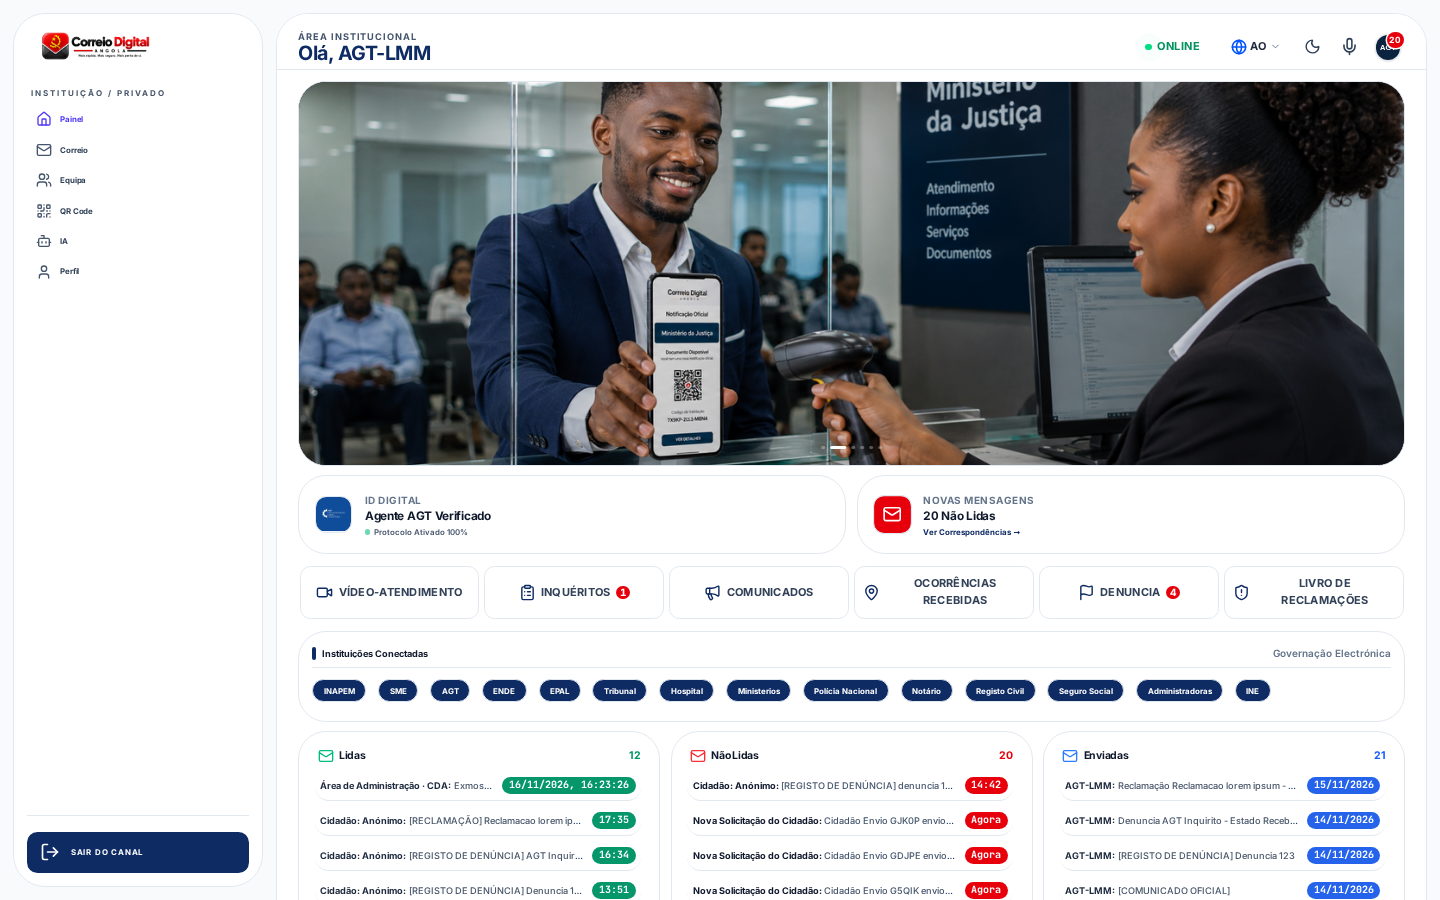 Correio Digital
ANGOLA
INSTITUIÇÃO / PRIVADO
Painel
Correio
Equipa
QR Code
IA
Perfil
SAIR DO CANAL
ÁREA INSTITUCIONAL
Olá, AGT-LMM
ONLINE
AO
20
Ministério
da Justiça
Atendimento
Informações
Serviços
Documentos
Correio Digital
Notificação Oficial
Ministério da Justiça
Documento Disponível
VER DETALHES
ID DIGITAL
Agente AGT Verificado
Protocolo Ativado 100%
NOVAS MENSAGENS
20 Não Lidas
Ver Correspondências →
VÍDEO-ATENDIMENTO
INQUÉRITOS 1
COMUNICADOS
OCORRÊNCIAS
RECEBIDAS
DENUNCIA 4
LIVRO DE
RECLAMAÇÕES
Instituições Conectadas
Governação Electrónica
INAPEM SME AGT ENDE EPAL Tribunal Hospital Ministerios Polícia Nacional Notário Registo Civil Seguro Social Administradoras INE
Lidas 12
Área de Administração · CDA: Exmos... 16/11/2026, 16:23:26
Cidadão: Anónimo: [RECLAMAÇÃO] Reclamacao lorem ip... 17:35
Cidadão: Anónimo: [REGISTO DE DENÚNCIA] AGT Inquir... 16:34
Cidadão: Anónimo: [REGISTO DE DENÚNCIA] Denuncia 1... 13:51
NãoLidas 20
Cidadão: Anónimo: [REGISTO DE DENÚNCIA] denuncia 1... 14:42
Nova Solicitação do Cidadão: Cidadão Envio GJK0P envio... Agora
Nova Solicitação do Cidadão: Cidadão Envio GDJPE envio... Agora
Nova Solicitação do Cidadão: Cidadão Envio G5QIK envio... Agora
Enviadas 21
AGT-LMM: Reclamação Reclamacao lorem ipsum - ... 15/11/2026
AGT-LMM: Denuncia AGT Inquirito - Estado Receb... 14/11/2026
AGT-LMM: [REGISTO DE DENÚNCIA] Denuncia 123 14/11/2026
AGT-LMM: [COMUNICADO OFICIAL] 14/11/2026